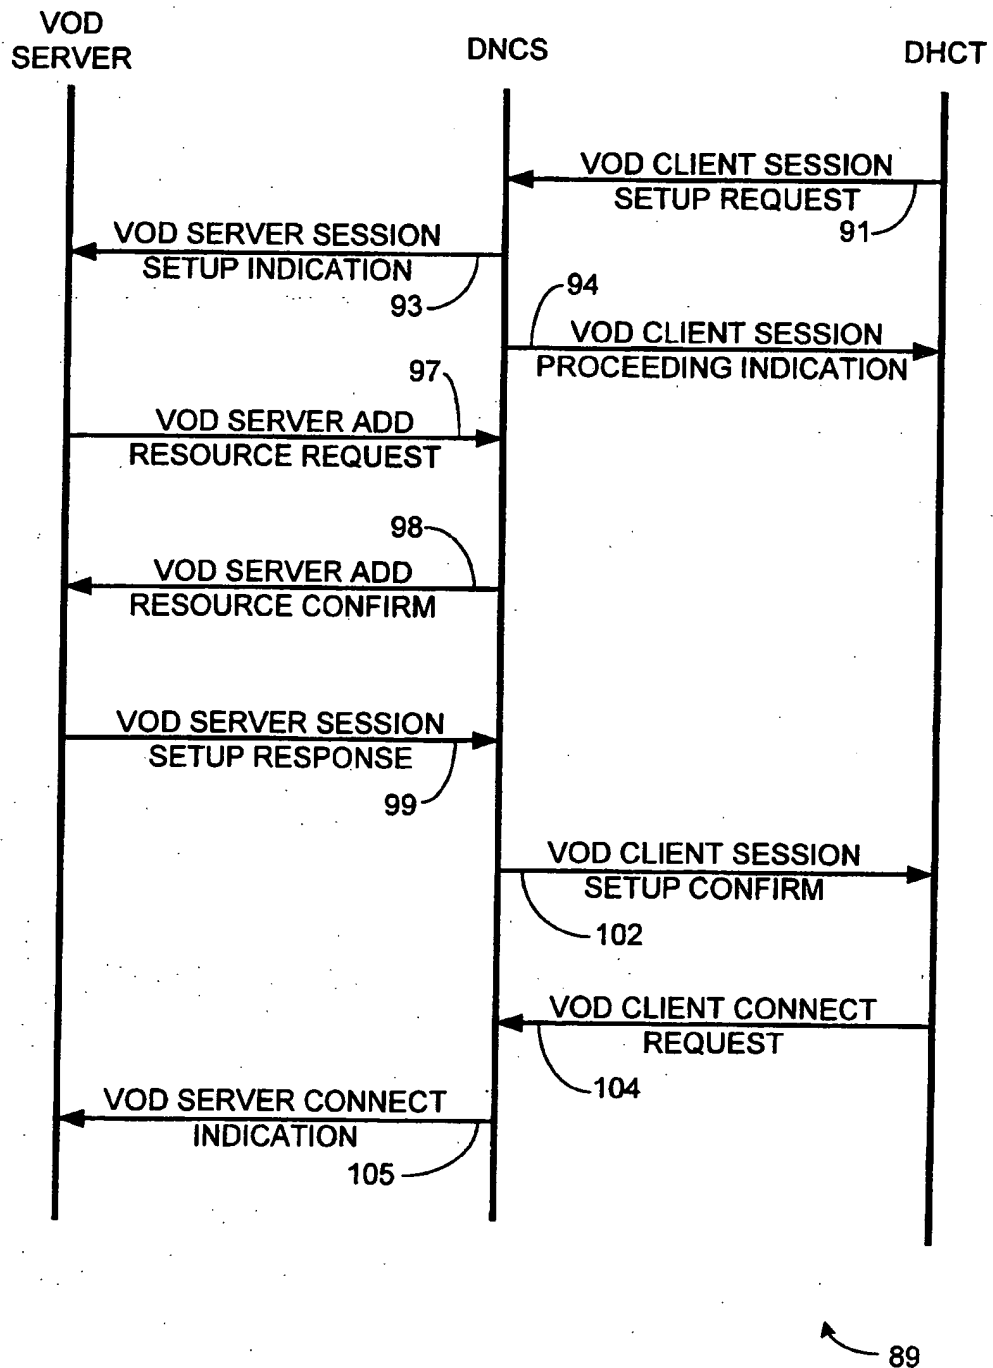 VOD
SERVER
DNCS
DHCT
VOD CLIENT SESSION
SETUP REQUEST
91
VOD SERVER SESSION
SETUP INDICATION
93
94
VOD CLIENT SESSION
PROCEEDING INDICATION
97
VOD SERVER ADD
RESOURCE REQUEST
98
VOD SERVER ADD
RESOURCE CONFIRM
VOD SERVER SESSION
SETUP RESPONSE
99
VOD CLIENT SESSION
SETUP CONFIRM
102
VOD CLIENT CONNECT
REQUEST
104
VOD SERVER CONNECT
INDICATION
105
89